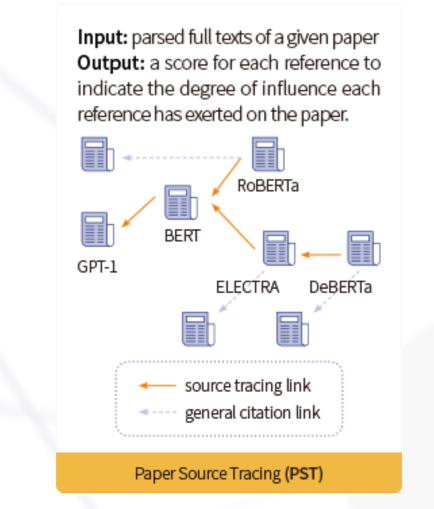 Input: parsed full texts of a given paper
Output: a score for each reference to
indicate the degree of influence each
reference has exerted on the paper.
RoBERTa
BERT
GPT-1
ELECTRA
DeBERTa
source tracing link
general citation link
Paper Source Tracing (PST)